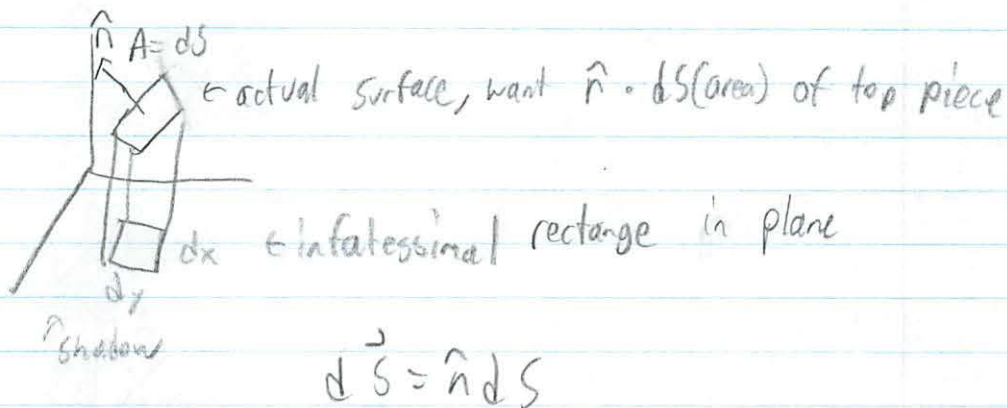 n̂ A = dS
← actual surface, want n̂ · dS(area) of top piece
dx ← infatessimal rectange in plane
dy
↑ shadow
dS⃗ = n̂ dS